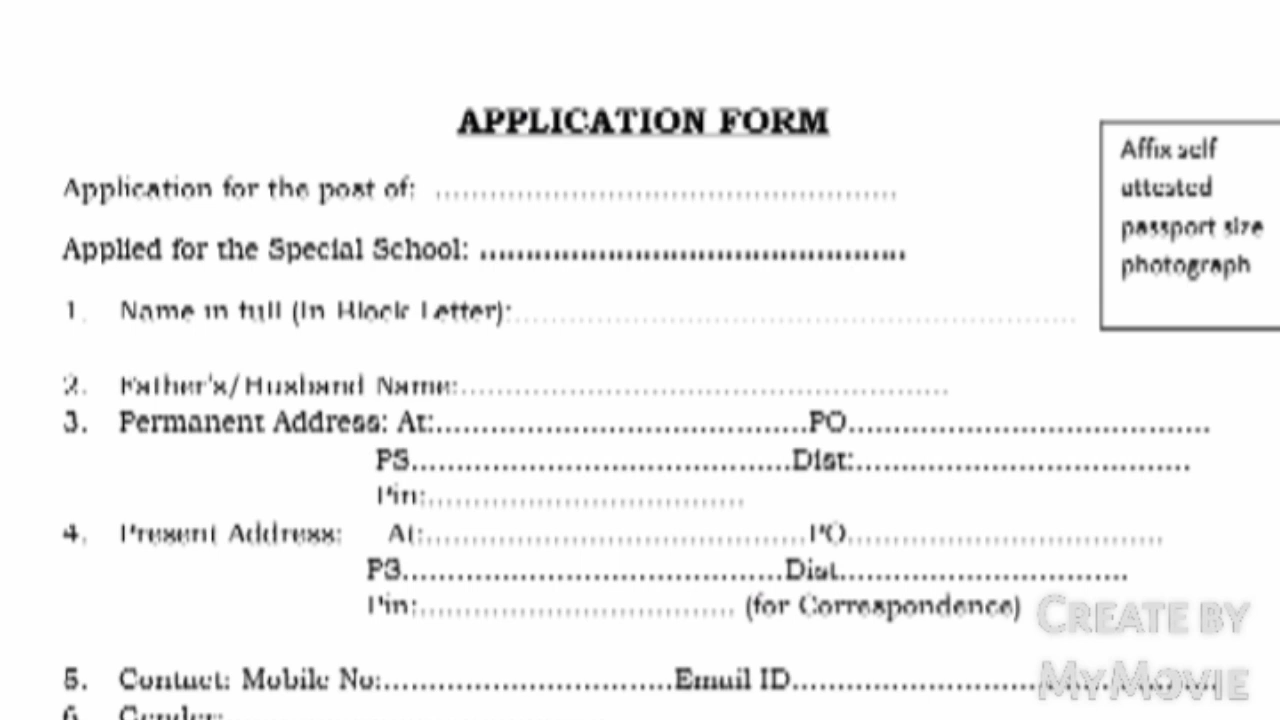 APPLICATION FORM
Affix self
attested
passport size
photograph
Application for the post of: ................................................
Applied for the Special School: ................................................
1. Name in full (In Block Letter):................................................
2. Father's/Husband Name:................................................
3. Permanent Address: At:........................................PO........................................
PS........................................Dist:........................................
Pin:...................................
4. Present Address: At:........................................PO...................................
PS........................................Dist................................
Pin:................................... (for Correspondence)
5. Contact: Mobile No:................................Email ID................................................
6. Gender:
CREATE BY
MYMOVIE